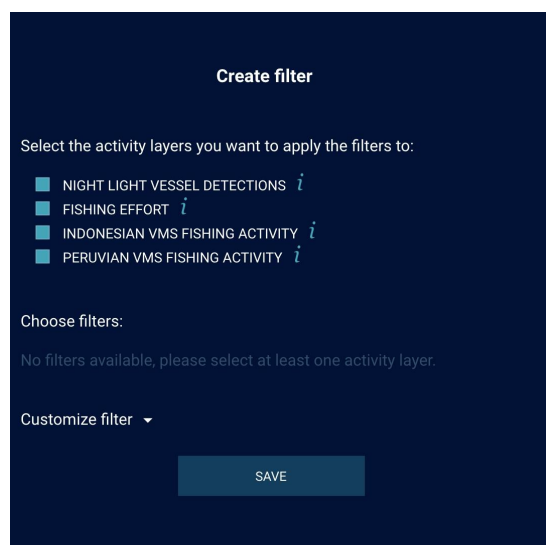 Create filter
Select the activity layers you want to apply the filters to:
NIGHT LIGHT VESSEL DETECTIONS i
FISHING EFFORT i
INDONESIAN VMS FISHING ACTIVITY i
PERUVIAN VMS FISHING ACTIVITY i
Choose filters:
No filters available, please select at least one activity layer.
Customize filter
SAVE